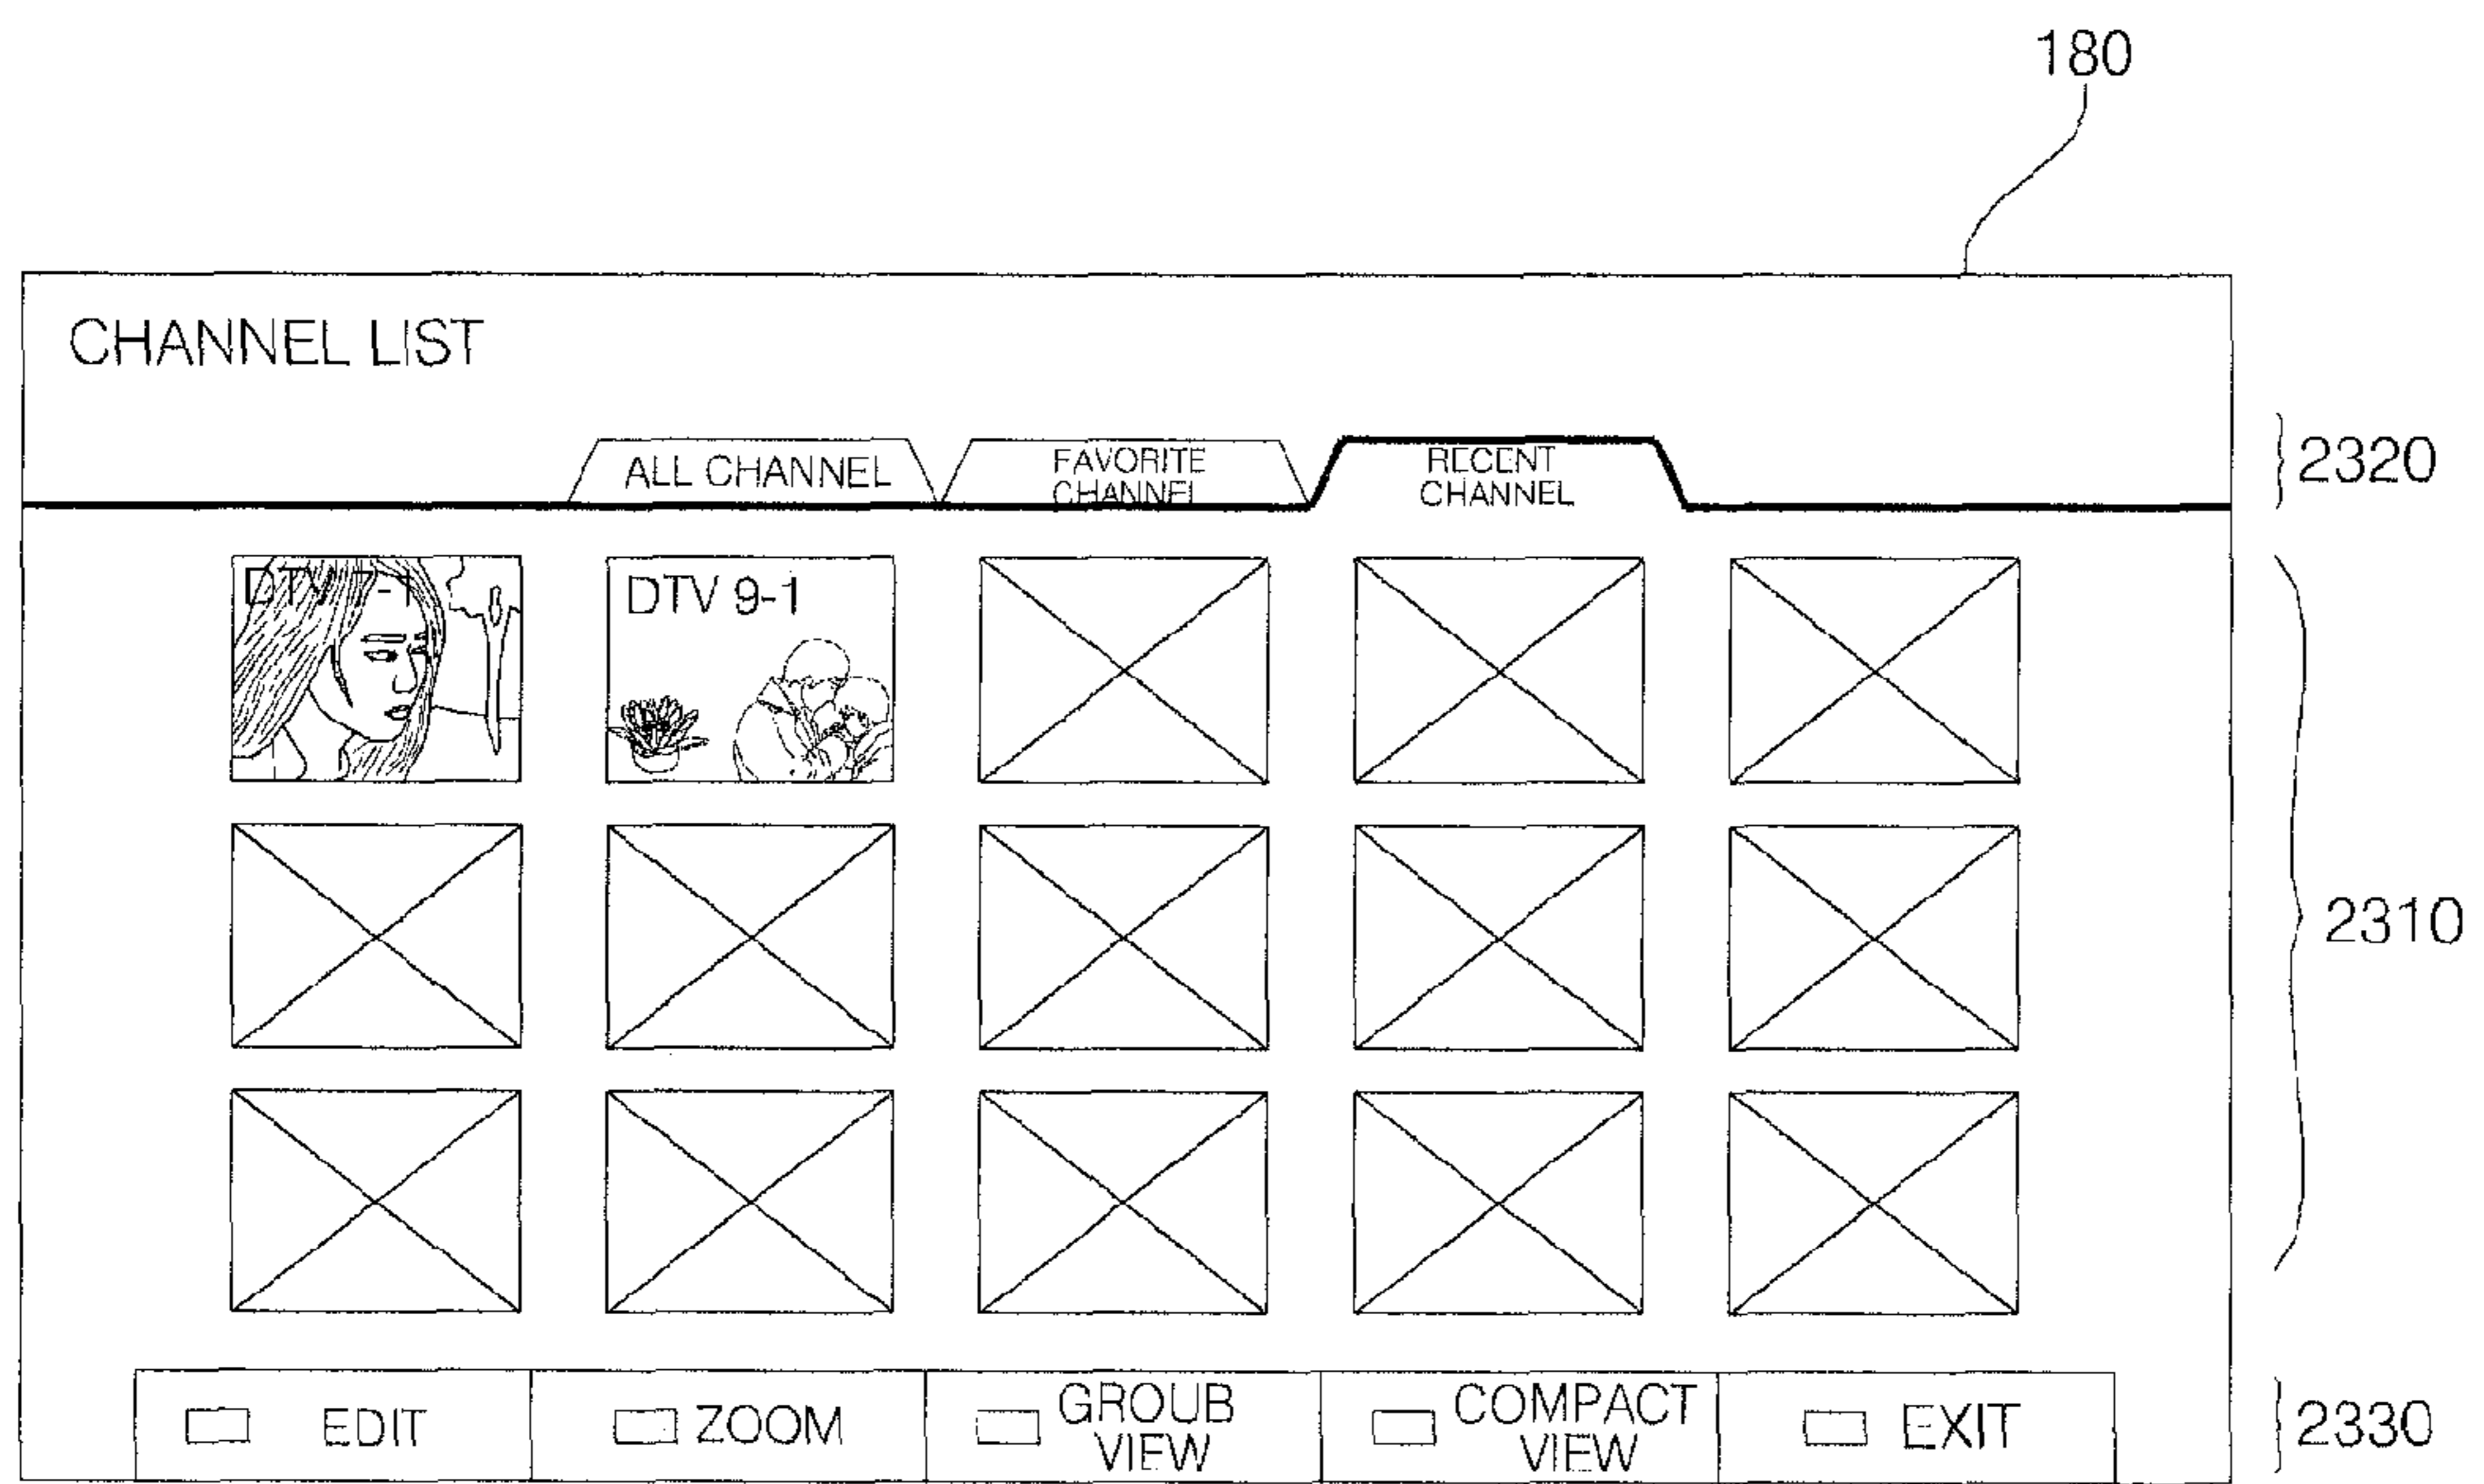 180
CHANNEL LIST
ALL CHANNEL
FAVORITE
CHANNEL
RECENT
CHANNEL
2320
DTV 7-1
DTV 9-1
2310
EDIT
ZOOM
GROUB
VIEW
COMPACT
VIEW
EXIT
2330